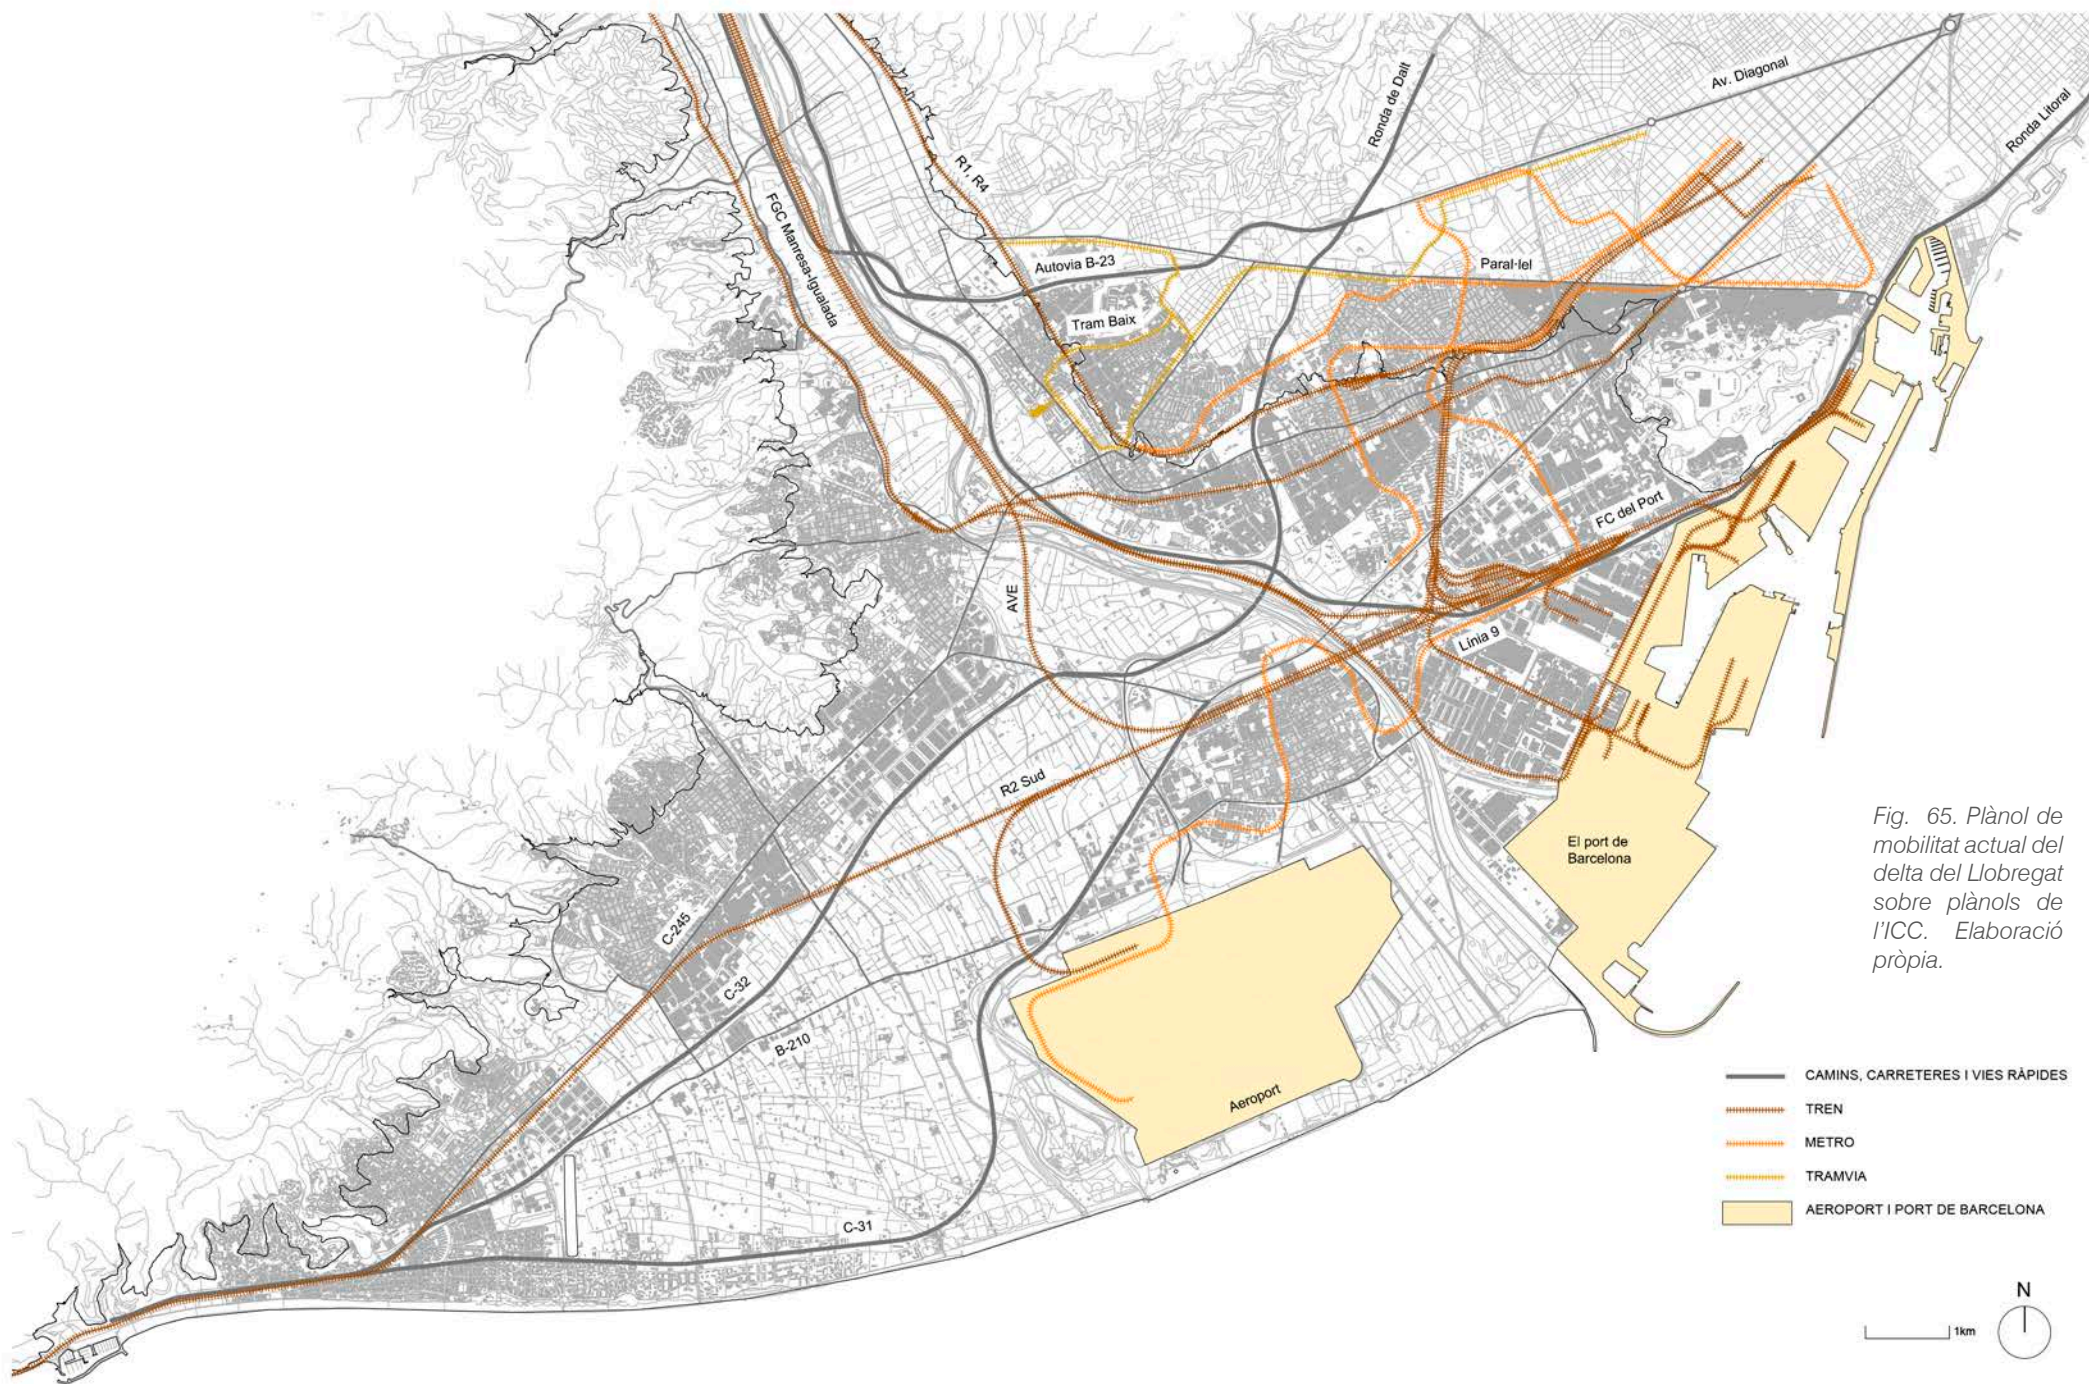 Av. Diagonal
Ronda de Dalt
Ronda Litoral
R1, R4
FGC Manresa-Igualada
Autovia B-23
Paral·lel
Tram Baix
FC del Port
AVE
Línia 9
R2 Sud
El port de
Barcelona
Fig. 65. Plànol de
mobilitat actual del
delta del Llobregat
sobre plànols de
l'ICC. Elaboració
pròpia.
C-245
C-32
B-210
Aeroport
C-31
CAMINS, CARRETERES I VIES RÀPIDES
TREN
METRO
TRAMVIA
AEROPORT I PORT DE BARCELONA
N
1km